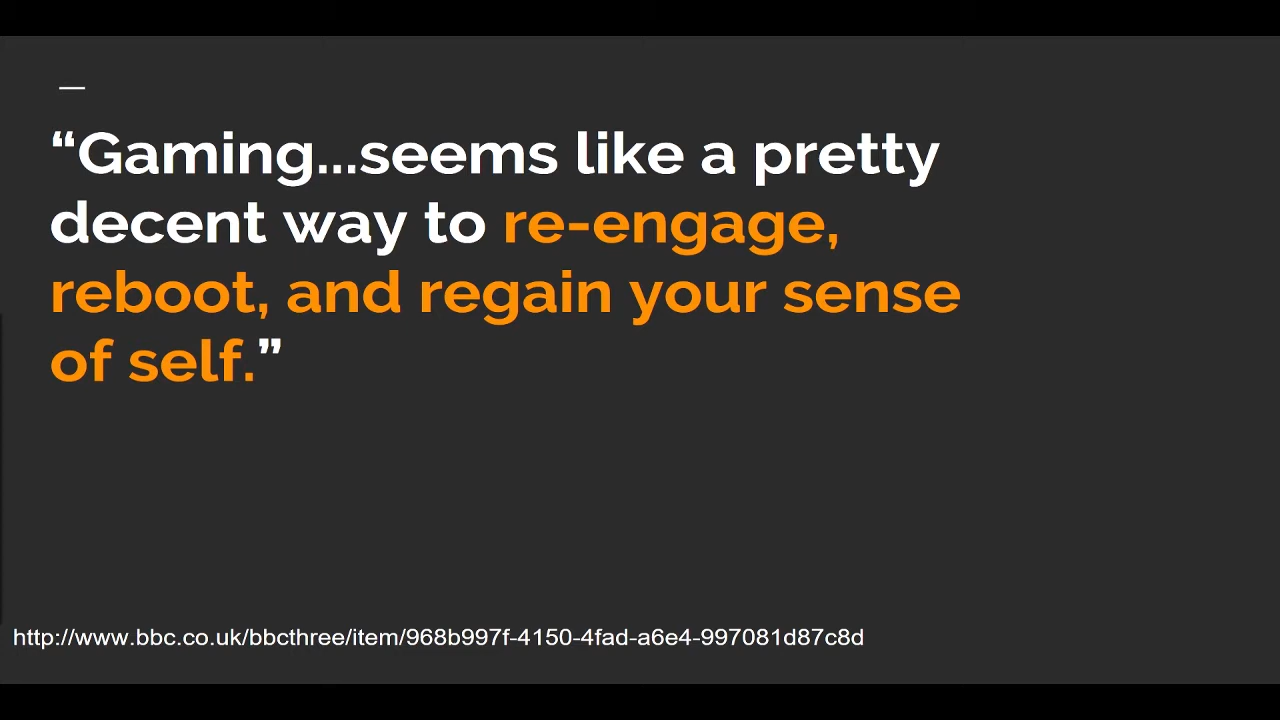 “Gaming...seems like a pretty
decent way to re-engage,
reboot, and regain your sense
of self.”
http://www.bbc.co.uk/bbcthree/item/968b997f-4150-4fad-a6e4-997081d87c8d